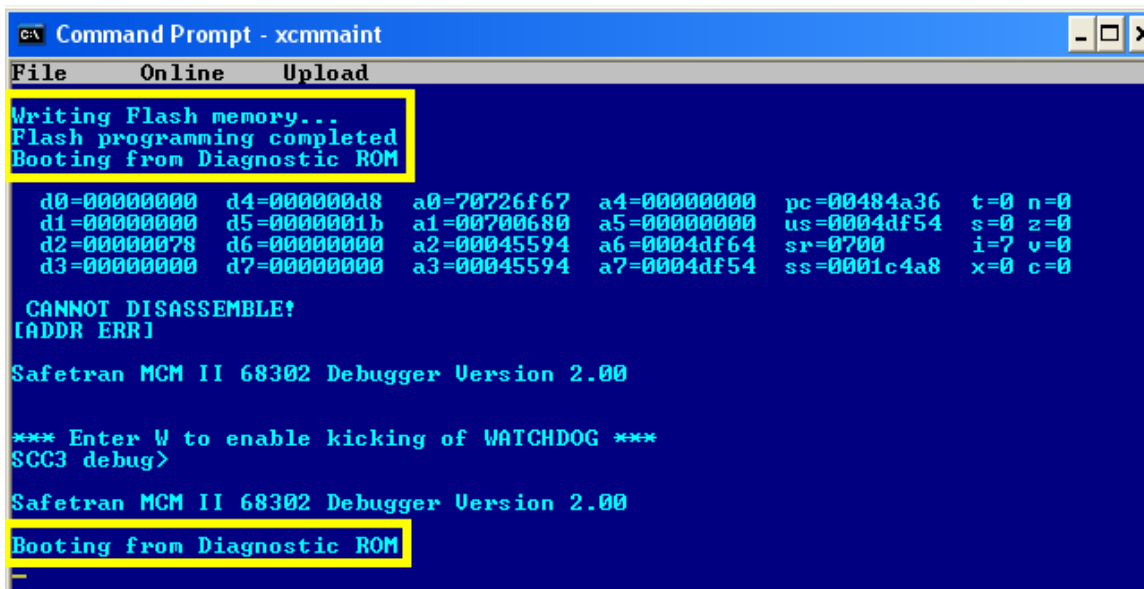 Command Prompt - xcmmaint
File Online Upload
Writing Flash memory...
Flash programming completed
Booting from Diagnostic ROM
d0=00000000 d4=000000d8 a0=70726f67 a4=00000000 pc=00484a36 t=0 n=0
d1=00000000 d5=0000001b a1=00700680 a5=00000000 us=0004df54 s=0 z=0
d2=00000078 d6=00000000 a2=00045594 a6=0004df64 sr=0700 i=7 v=0
d3=00000000 d7=00000000 a3=00045594 a7=0004df54 ss=0001c4a8 x=0 c=0
CANNOT DISASSEMBLE!
[ADDR ERR]
Safetran MCM II 68302 Debugger Version 2.00
*** Enter W to enable kicking of WATCHDOG ***
SCC3 debug>
Safetran MCM II 68302 Debugger Version 2.00
Booting from Diagnostic ROM